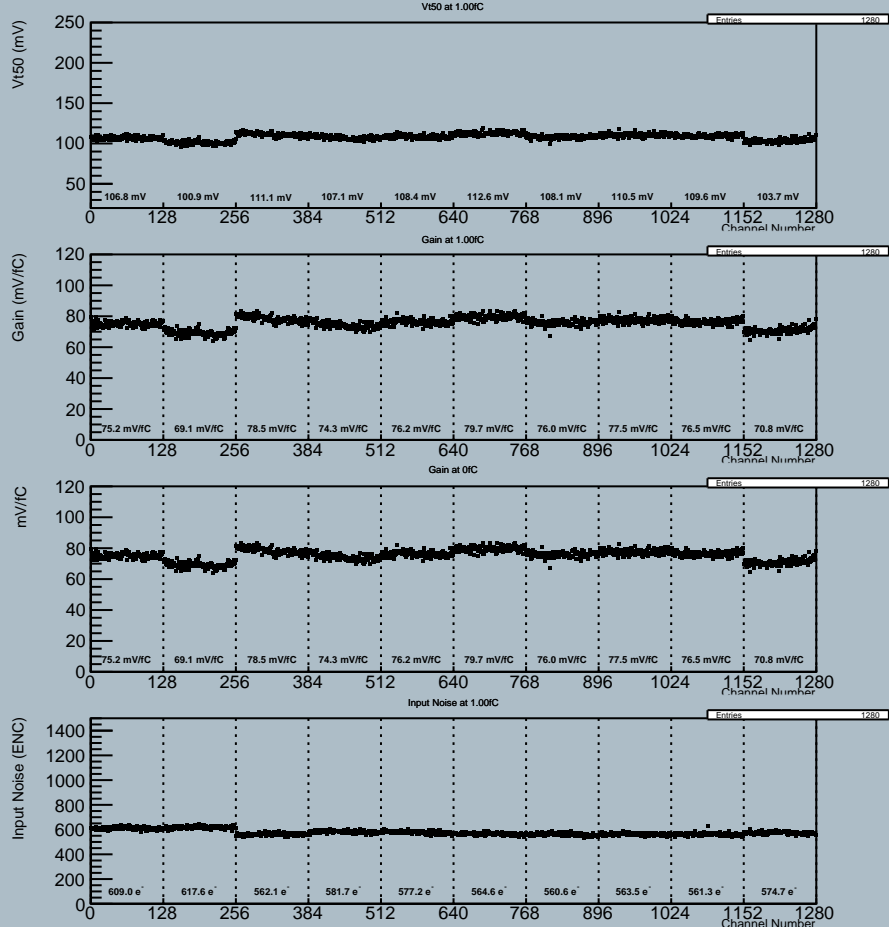 Vt50 at 1.00fC
Entries 1280
Vt50 (mV)
250
200
150
100
50
106.8 mV 100.9 mV 111.1 mV 107.1 mV 108.4 mV 112.6 mV 108.1 mV 110.5 mV 109.6 mV 103.7 mV
0 128 256 384 512 640 768 896 1024 1152 1280
Channel Number
Gain at 1.00fC
Entries 1280
Gain (mV/fC)
120
100
80
60
40
20
0
75.2 mV/fC 69.1 mV/fC 78.5 mV/fC 74.3 mV/fC 76.2 mV/fC 79.7 mV/fC 76.0 mV/fC 77.5 mV/fC 76.5 mV/fC 70.8 mV/fC
0 128 256 384 512 640 768 896 1024 1152 1280
Channel Number
Gain at 0fC
Entries 1280
mV/fC
120
100
80
60
40
20
0
75.2 mV/fC 69.1 mV/fC 78.5 mV/fC 74.3 mV/fC 76.2 mV/fC 79.7 mV/fC 76.0 mV/fC 77.5 mV/fC 76.5 mV/fC 70.8 mV/fC
0 128 256 384 512 640 768 896 1024 1152 1280
Channel Number
Input Noise at 1.00fC
Entries 1280
Input Noise (ENC)
1400
1200
1000
800
600
400
200
0
609.0 e⁻ 617.6 e⁻ 562.1 e⁻ 581.7 e⁻ 577.2 e⁻ 564.6 e⁻ 560.6 e⁻ 563.5 e⁻ 561.3 e⁻ 574.7 e⁻
0 128 256 384 512 640 768 896 1024 1152 1280
Channel Number